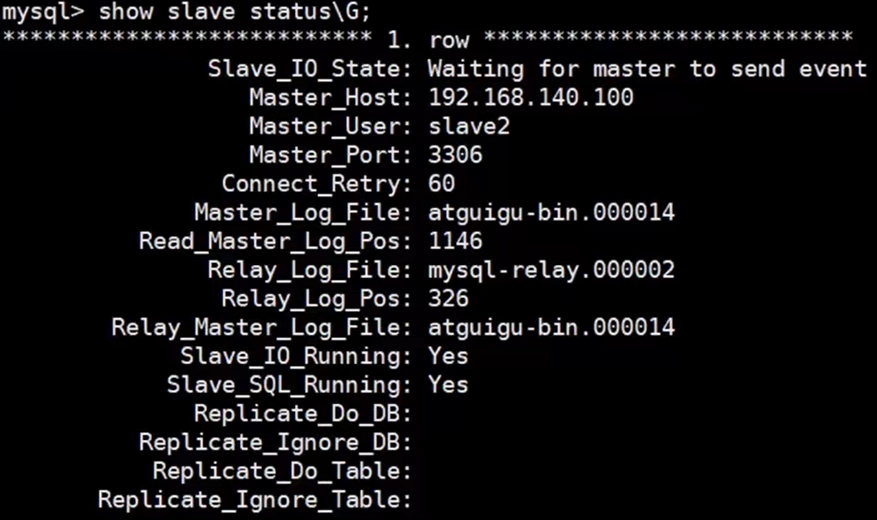 mysql> show slave status\G;
*************************** 1. row ***************************
Slave_IO_State: Waiting for master to send event
Master_Host: 192.168.140.100
Master_User: slave2
Master_Port: 3306
Connect_Retry: 60
Master_Log_File: atguigu-bin.000014
Read_Master_Log_Pos: 1146
Relay_Log_File: mysql-relay.000002
Relay_Log_Pos: 326
Relay_Master_Log_File: atguigu-bin.000014
Slave_IO_Running: Yes
Slave_SQL_Running: Yes
Replicate_Do_DB:
Replicate_Ignore_DB:
Replicate_Do_Table:
Replicate_Ignore_Table: